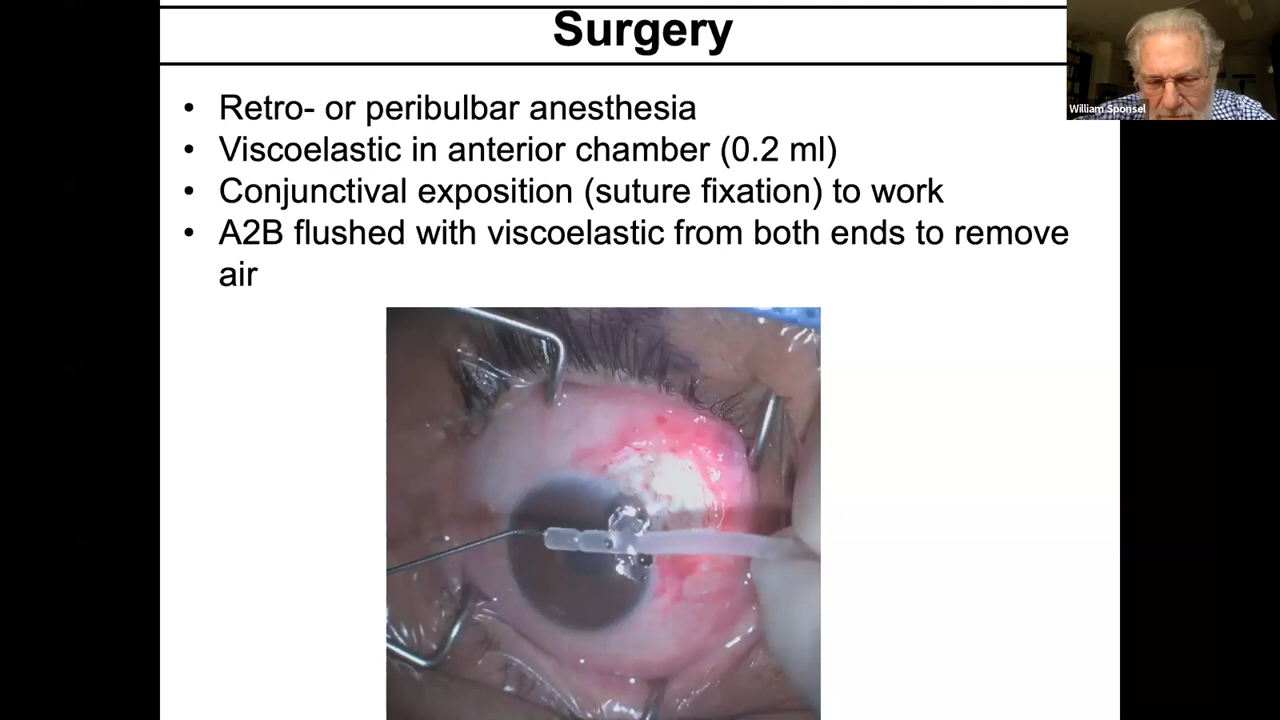 Surgery
• Retro- or peribulbar anesthesia
• Viscoelastic in anterior chamber (0.2 ml)
• Conjunctival exposition (suture fixation) to work
• A2B flushed with viscoelastic from both ends to remove
air
William Sponsel